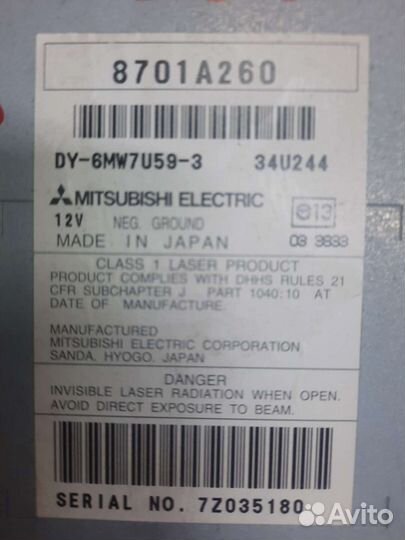 8701A260
DY-6MW7U59-3 34U244
MITSUBISHI ELECTRIC
12V NEG. GROUND e13
MADE IN JAPAN 03 3833
CLASS 1 LASER PRODUCT
PRODUCT COMPLIES WITH DHHS RULES 21
CFR SUBCHAPTER J PART 1040:10 AT
DATE OF MANUFACTURE.
MANUFACTURED
MITSUBISHI ELECTRIC CORPORATION
SANDA, HYOGO, JAPAN
DANGER
INVISIBLE LASER RADIATION WHEN OPEN.
AVOID DIRECT EXPOSURE TO BEAM.
SERIAL NO. 7Z035180
Avito